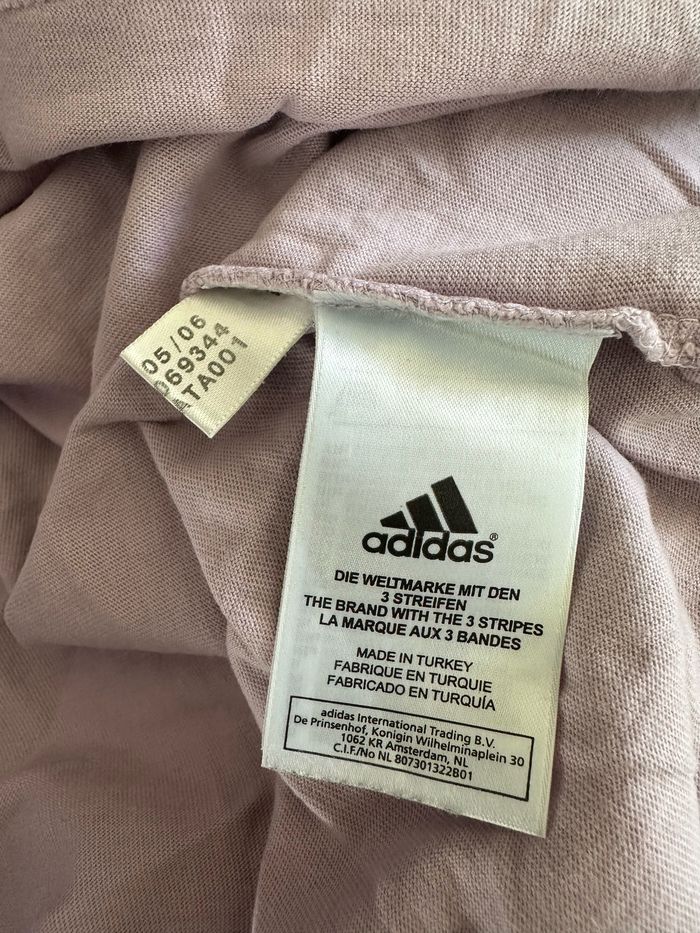 05/06
069344
TA001
adidas®
DIE WELTMARKE MIT DEN
3 STREIFEN
THE BRAND WITH THE 3 STRIPES
LA MARQUE AUX 3 BANDES
MADE IN TURKEY
FABRIQUE EN TURQUIE
FABRICADO EN TURQUÍA
adidas International Trading B.V.
De Prinsenhof, Konigin Wilhelminaplein 30
1062 KR Amsterdam, NL
C.I.F./No NL 807301322B01